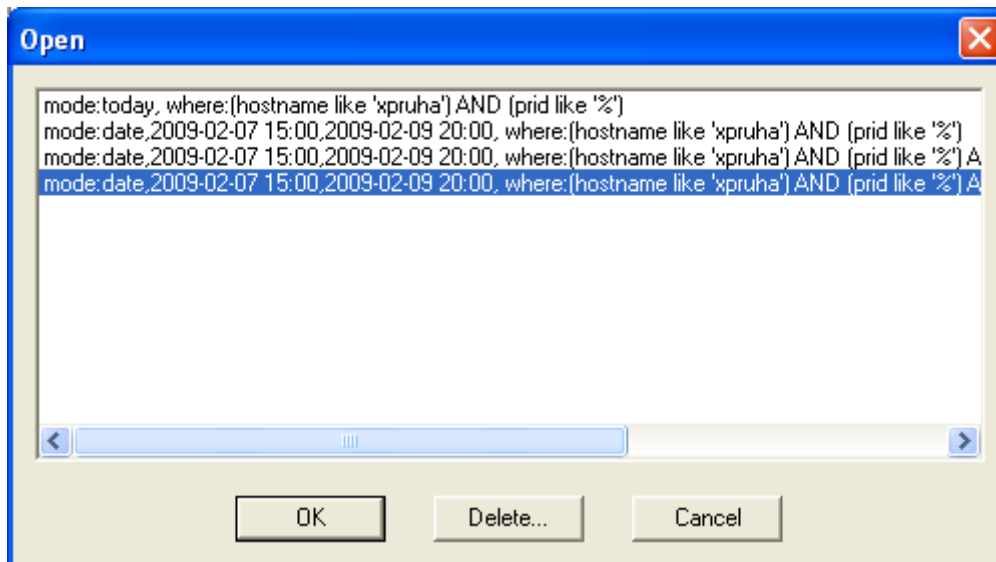 Open
mode:today, where:(hostname like 'xpruha') AND (prid like '%')
mode:date,2009-02-07 15:00,2009-02-09 20:00, where:(hostname like 'xpruha') AND (prid like '%')
mode:date,2009-02-07 15:00,2009-02-09 20:00, where:(hostname like 'xpruha') AND (prid like '%') A
mode:date,2009-02-07 15:00,2009-02-09 20:00, where:(hostname like 'xpruha') AND (prid like '%') A
OK Delete... Cancel